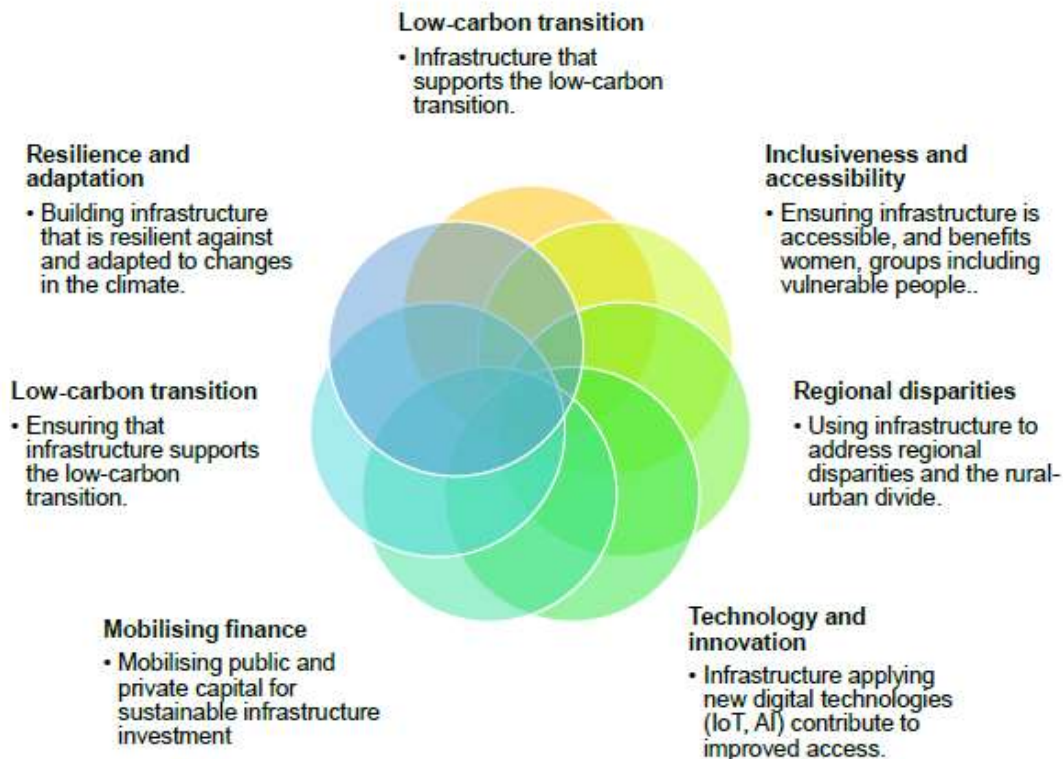 Low-carbon transition
• Infrastructure that
supports the low-carbon
transition.
Inclusiveness and
accessibility
• Ensuring infrastructure is
accessible, and benefits
women, groups including
vulnerable people..
Regional disparities
• Using infrastructure to
address regional
disparities and the rural-
urban divide.
Technology and
innovation
• Infrastructure applying
new digital technologies
(IoT, AI) contribute to
improved access.
Mobilising finance
• Mobilising public and
private capital for
sustainable infrastructure
investment
Low-carbon transition
• Ensuring that
infrastructure supports
the low-carbon
transition.
Resilience and
adaptation
• Building infrastructure
that is resilient against
and adapted to changes
in the climate.